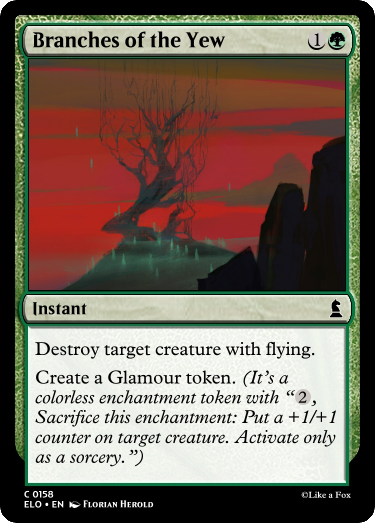 Branches of the Yew 1
Instant
Destroy target creature with flying.
Create a Glamour token. (It's a
colorless enchantment token with “2,
Sacrifice this enchantment: Put a +1/+1
counter on target creature. Activate only
as a sorcery.”)
C 0158
ELO • EN Florian Herold
©Like a Fox